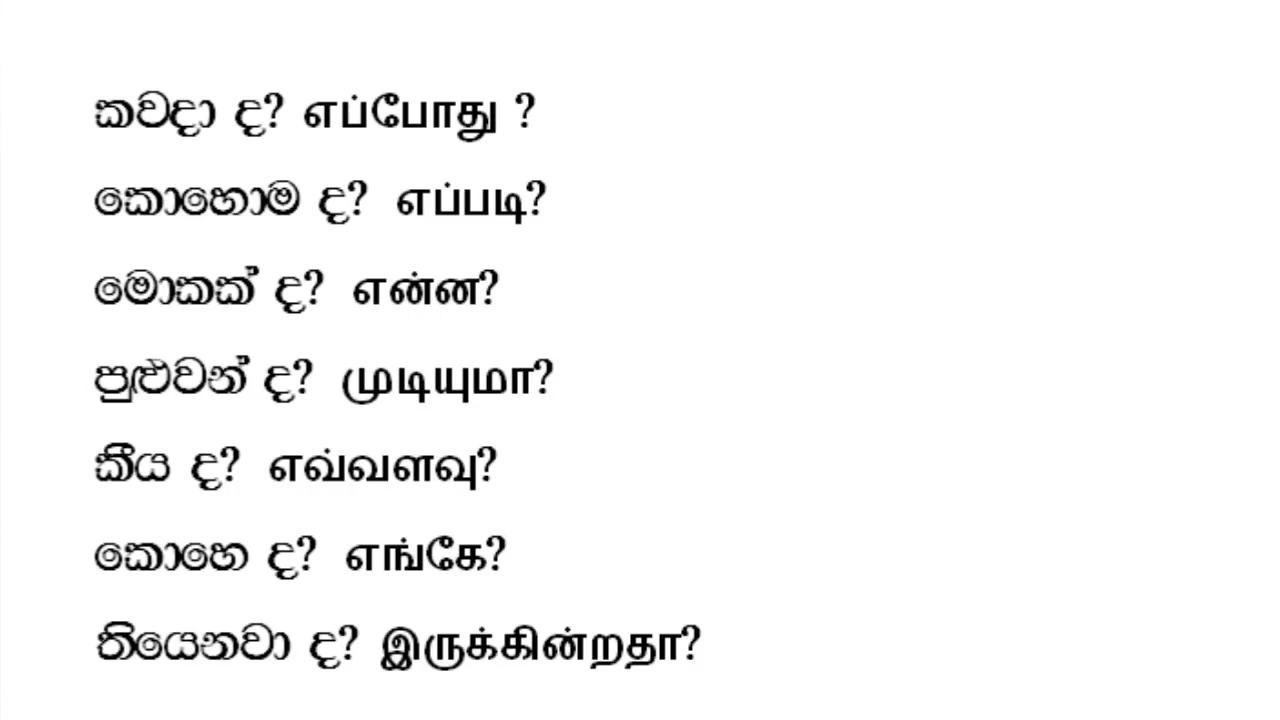 කවදා ද? எப்போது ?
කොහොම ද? எப்படி?
මොකක් ද? என்ன?
පුළුවන් ද? முடியுமா?
කීය ද? எவ்வளவு?
කොහෙ ද? எங்கே?
තියෙනවා ද? இருக்கின்றதா?